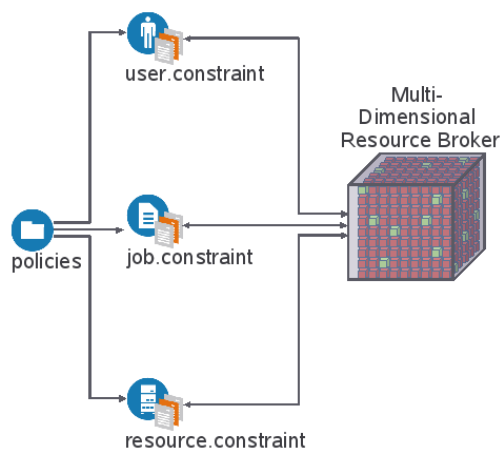 user.constraint
Multi-
Dimensional
Resource Broker
policies
job.constraint
resource.constraint